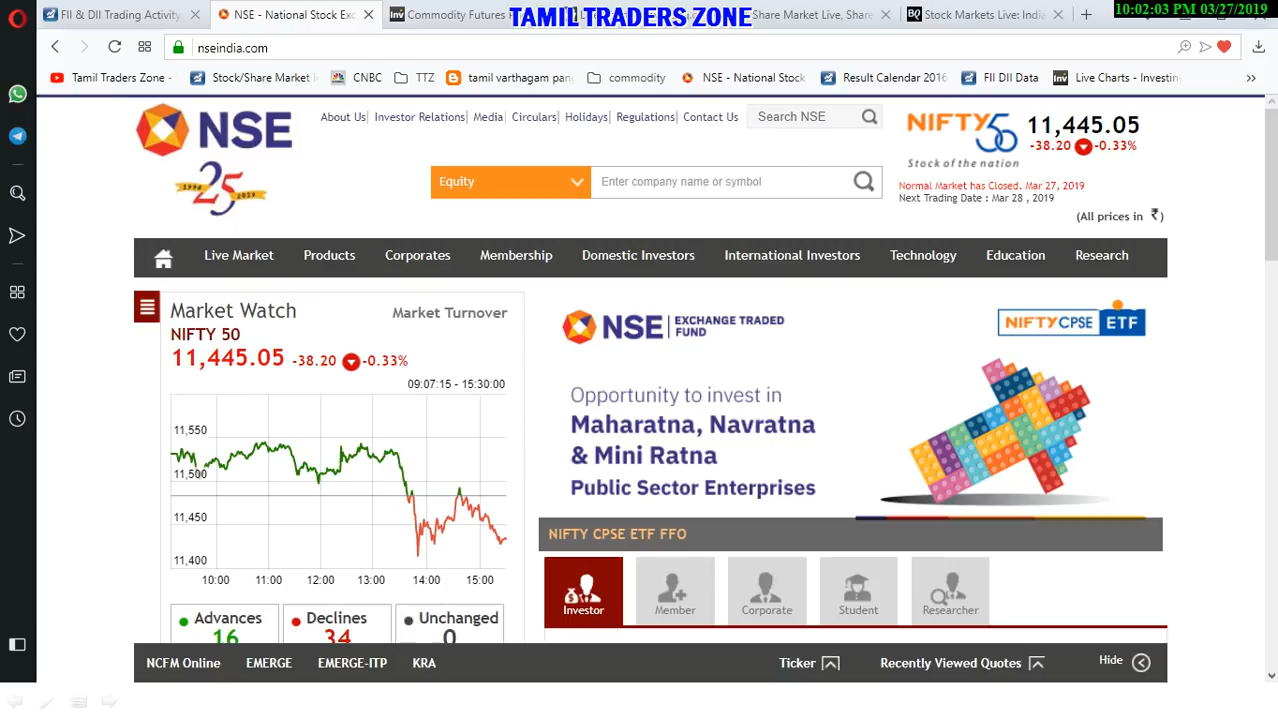 FII & DII Trading Activity
NSE - National Stock Exc
Commodity Futures
TAMIL TRADERS ZONE
Share Market Live, Share
Stock Markets Live: India
10:02:03 PM 03/27/2019
nseindia.com
Tamil Traders Zone -
Stock/Share Market I
CNBC
TTZ
tamil varthagam pan
commodity
NSE - National Stock
Result Calendar 2016
FII DII Data
Inv
Live Charts - Investin
NSE
1994 25 2019
About Us| Investor Relations| Media| Circulars| Holidays| Regulations| Contact Us
Search NSE
Equity
Enter company name or symbol
NIFTY 50
Stock of the nation
11,445.05
-38.20 -0.33%
Normal Market has Closed. Mar 27, 2019
Next Trading Date : Mar 28 , 2019
(All prices in ₹)
Live Market
Products
Corporates
Membership
Domestic Investors
International Investors
Technology
Education
Research
Market Watch
Market Turnover
NIFTY 50
11,445.05 -38.20 -0.33%
09:07:15 - 15:30:00
11,550
11,500
11,450
11,400
10:00 11:00 12:00 13:00 14:00 15:00
Advances
16
Declines
34
Unchanged
0
NSE | EXCHANGE TRADED FUND
NIFTY CPSE ETF
Opportunity to invest in
Maharatna, Navratna
& Mini Ratna
Public Sector Enterprises
NIFTY CPSE ETF FFO
Investor
Member
Corporate
Student
Researcher
NCFM Online
EMERGE
EMERGE-ITP
KRA
Ticker
Recently Viewed Quotes
Hide